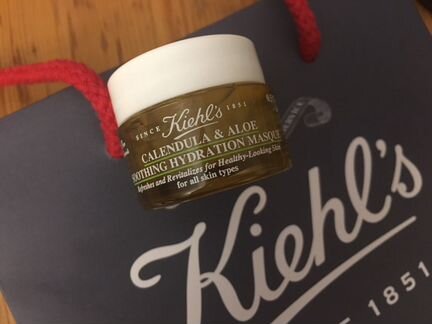 SINCE Kiehl's 1851
CALENDULA & ALOE
SOOTHING HYDRATION MASQUE
Refreshes and Revitalizes for Healthy-Looking Skin
for all skin types
Kiehl's
E 1851